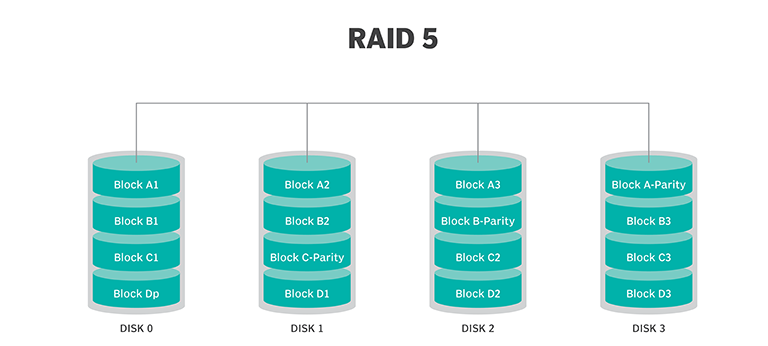 RAID 5
Block A1
Block A2
Block A3
Block A-Parity
Block B1
Block B2
Block B-Parity
Block B3
Block C1
Block C-Parity
Block C2
Block C3
Block Dp
Block D1
Block D2
Block D3
DISK 0
DISK 1
DISK 2
DISK 3